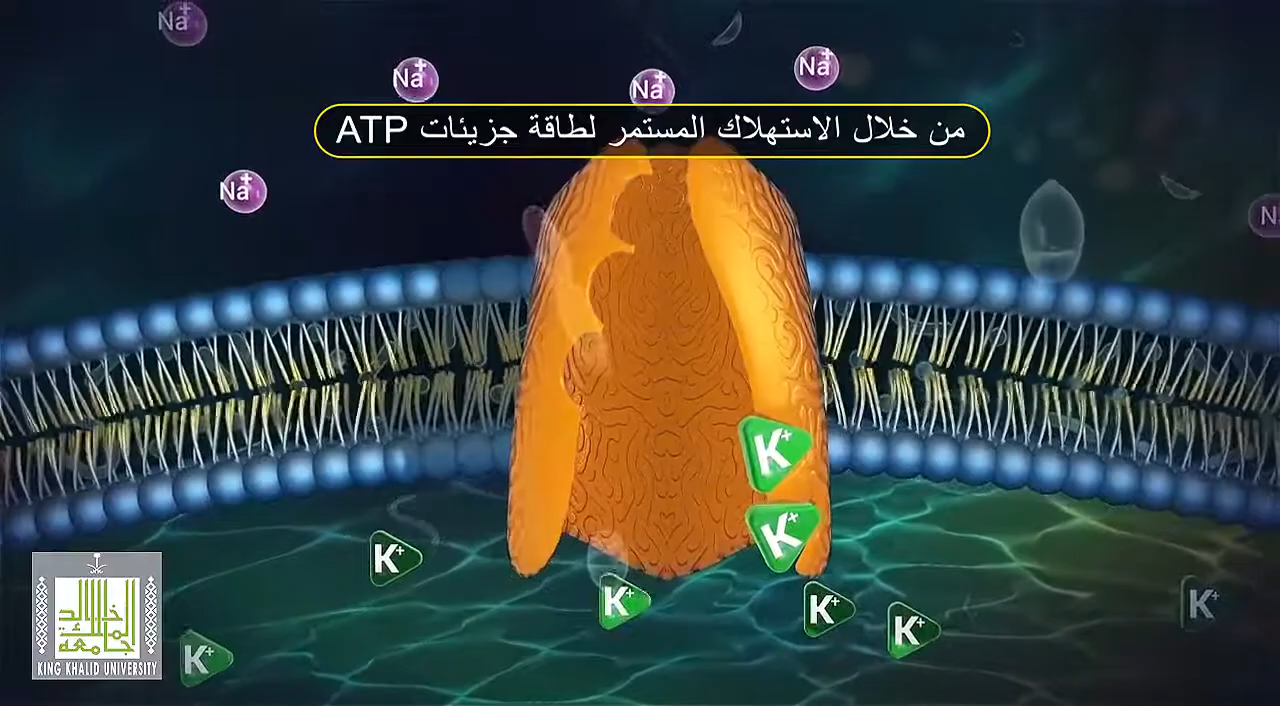 Na+
Na+
Na+
Na+
من خلال الاستهلاك المستمر لطاقة جزيئات ATP
Na+
N
K+
K+
K+
K+
K+
K+
K+
K+
جامعة الملك خالد
KING KHALID UNIVERSITY